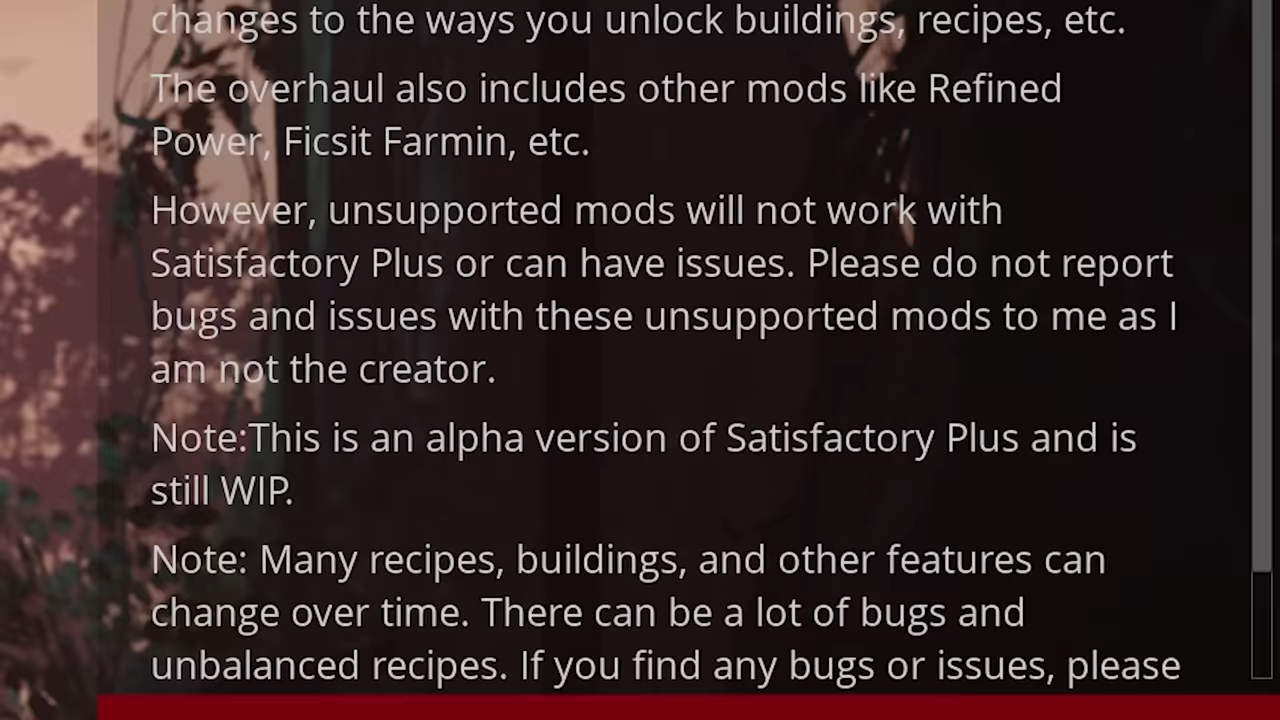 changes to the ways you unlock buildings, recipes, etc.
The overhaul also includes other mods like Refined
Power, Ficsit Farmin, etc.
However, unsupported mods will not work with
Satisfactory Plus or can have issues. Please do not report
bugs and issues with these unsupported mods to me as I
am not the creator.
Note:This is an alpha version of Satisfactory Plus and is
still WIP.
Note: Many recipes, buildings, and other features can
change over time. There can be a lot of bugs and
unbalanced recipes. If you find any bugs or issues, please